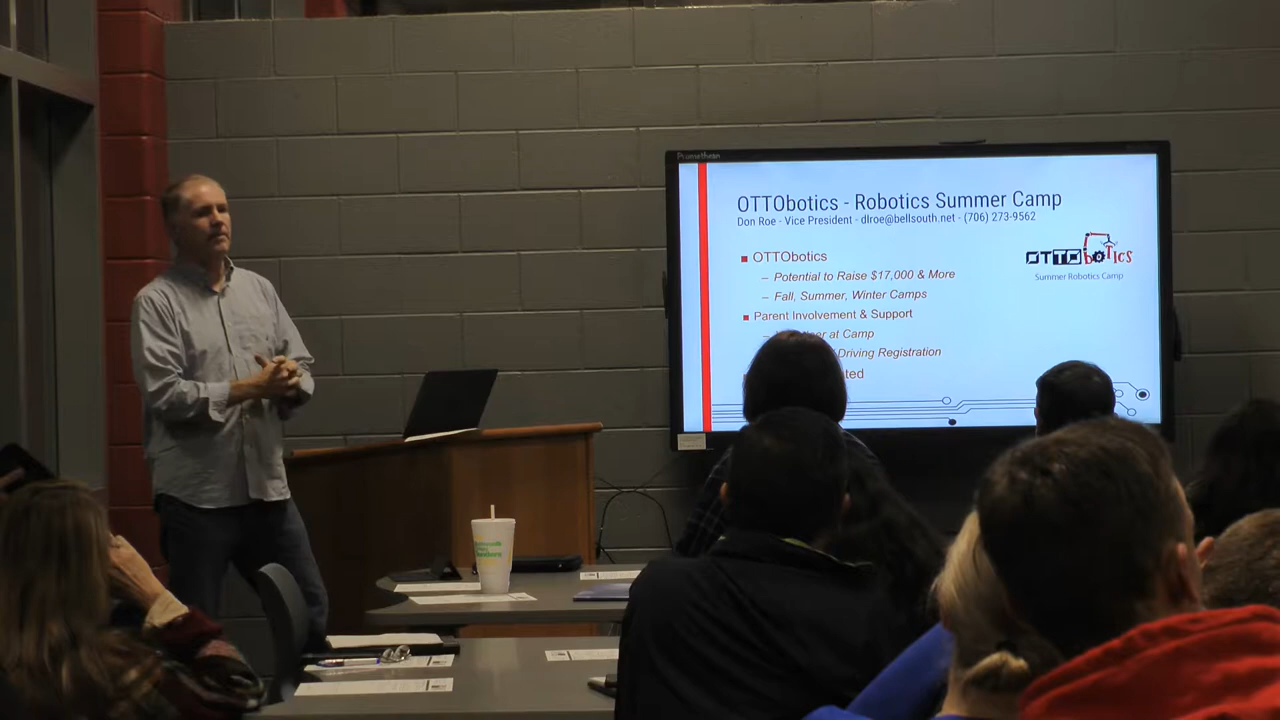 Promethean
OTTObotics - Robotics Summer Camp
Don Roe - Vice President - dlroe@bellsouth.net - (706) 273-9562
OTTObotics
– Potential to Raise $17,000 & More
– Fall, Summer, Winter Camps
Parent Involvement & Support
at Camp
Driving Registration
OTTObOTICS
Summer Robotics Camp